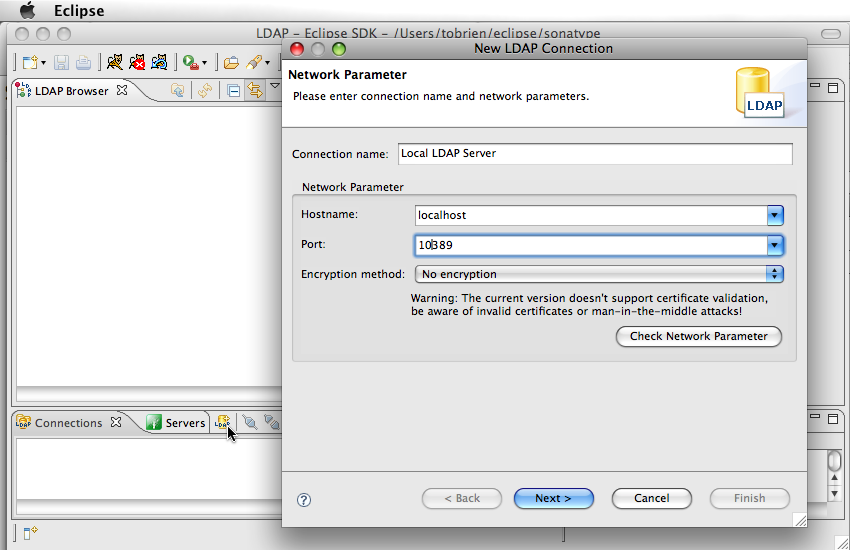 Eclipse
LDAP - Eclipse SDK - /Users/tobrien/eclipse/sonatype
New LDAP Connection
Network Parameter
Please enter connection name and network parameters.
LDAP
LDAP Browser
Connection name: Local LDAP Server
Network Parameter
Hostname: localhost
Port: 10389
Encryption method: No encryption
Warning: The current version doesn't support certificate validation,
be aware of invalid certificates or man-in-the-middle attacks!
Check Network Parameter
Connections Servers LDAP
? < Back Next > Cancel Finish